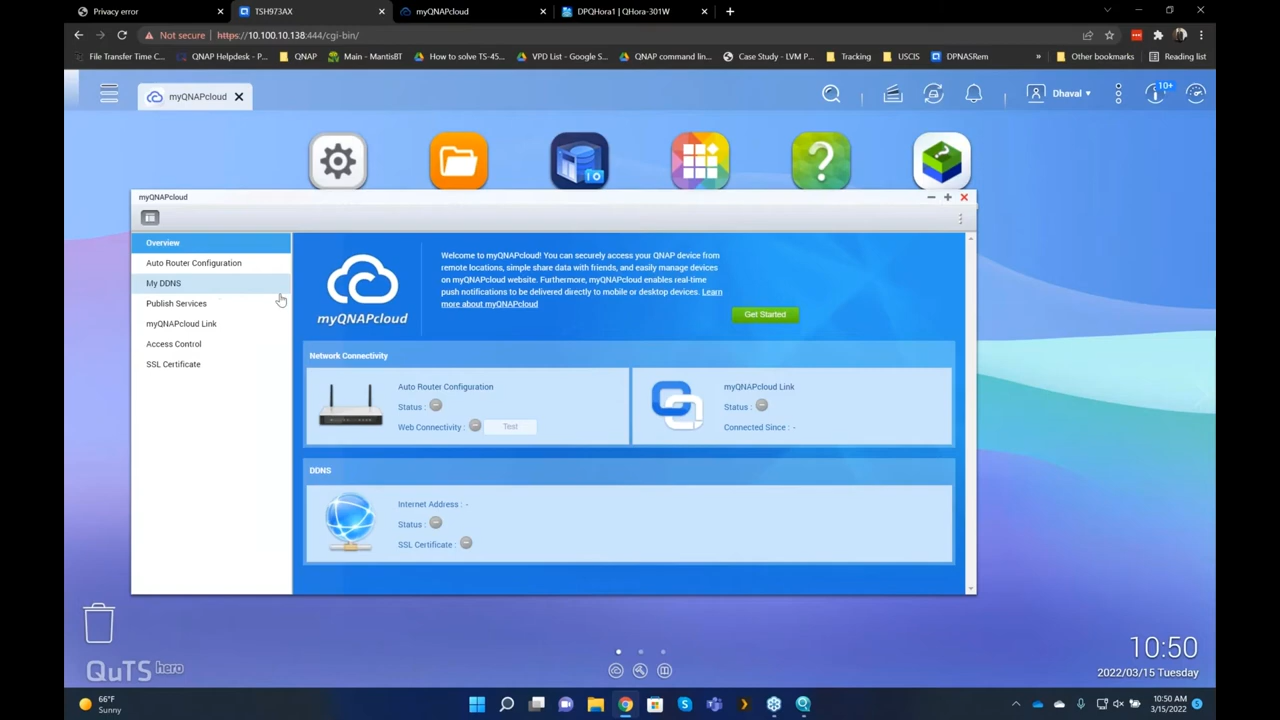 Privacy error
TSH973AX
myQNAPcloud
DPQHora1 | QHora-301W
Not secure
https://10.100.10.138:444/cgi-bin/
File Transfer Time C...
QNAP Helpdesk - P...
QNAP
Main - MantisBT
How to solve TS-45...
VPD List - Google S...
QNAP command lin...
Case Study - LVM P...
Tracking
USCIS
DPNASRem
»
Other bookmarks
Reading list
myQNAPcloud
Dhaval
10+
myQNAPcloud
Overview
Auto Router Configuration
My DDNS
Publish Services
myQNAPcloud Link
Access Control
SSL Certificate
myQNAPcloud
Welcome to myQNAPcloud! You can securely access your QNAP device from
remote locations, simple share data with friends, and easily manage devices
on myQNAPcloud website. Furthermore, myQNAPcloud enables real-time
push notifications to be delivered directly to mobile or desktop devices. Learn
more about myQNAPcloud
Get Started
Network Connectivity
Auto Router Configuration
Status :
Web Connectivity :
Test
myQNAPcloud Link
Status :
Connected Since : -
DDNS
Internet Address : -
Status :
SSL Certificate :
QuTS hero
10:50
2022/03/15 Tuesday
66°F
Sunny
10:50 AM
3/15/2022